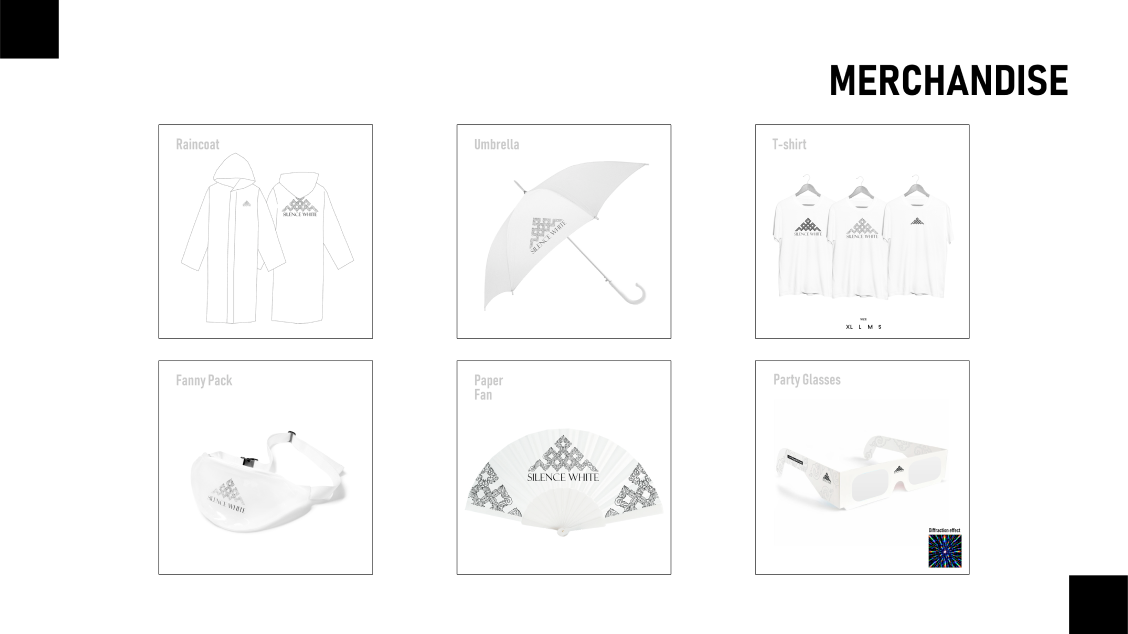 MERCHANDISE
Raincoat
SILENCE WHITE
Umbrella
SILENCE WHITE
T-shirt
SILENCE WHITE
SILENCE WHITE
XL L M S
Fanny Pack
SILENCE WHITE
Paper
Fan
SILENCE WHITE
Party Glasses
Diffraction effect